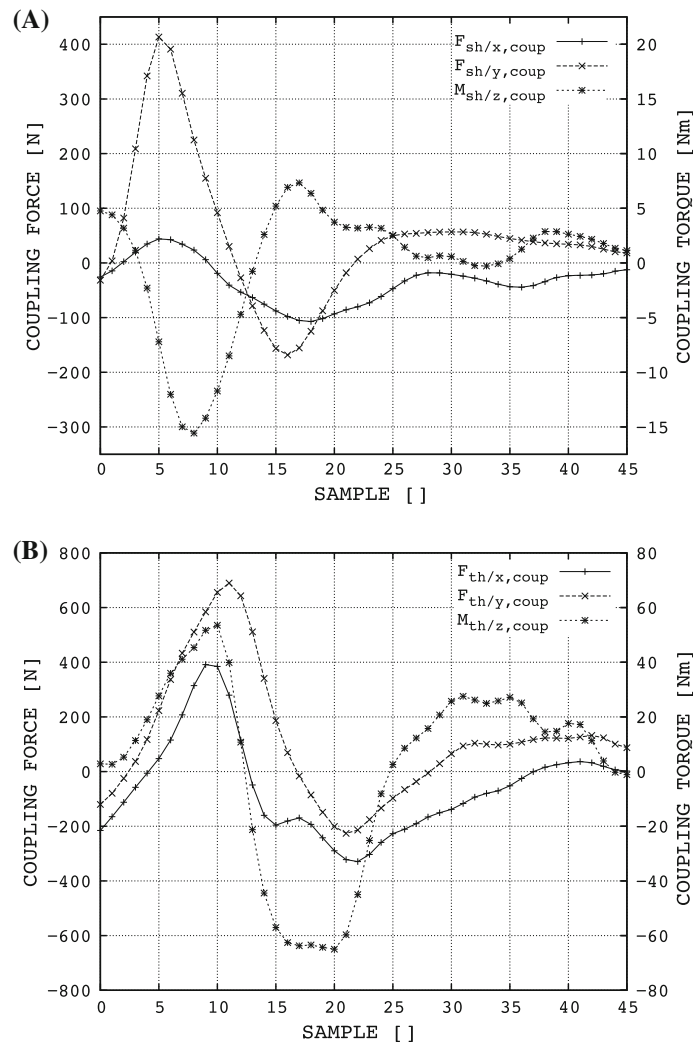 (A)
400
300
200
100
0
−100
−200
−300
20
15
10
5
0
−5
−10
−15
F_sh/x,coup
F_sh/y,coup
M_sh/z,coup
COUPLING FORCE [N]
COUPLING TORQUE [Nm]
0 5 10 15 20 25 30 35 40 45
SAMPLE []
(B)
800
600
400
200
0
−200
−400
−600
−800
80
60
40
20
0
−20
−40
−60
−80
F_th/x,coup
F_th/y,coup
M_th/z,coup
COUPLING FORCE [N]
COUPLING TORQUE [Nm]
0 5 10 15 20 25 30 35 40 45
SAMPLE []